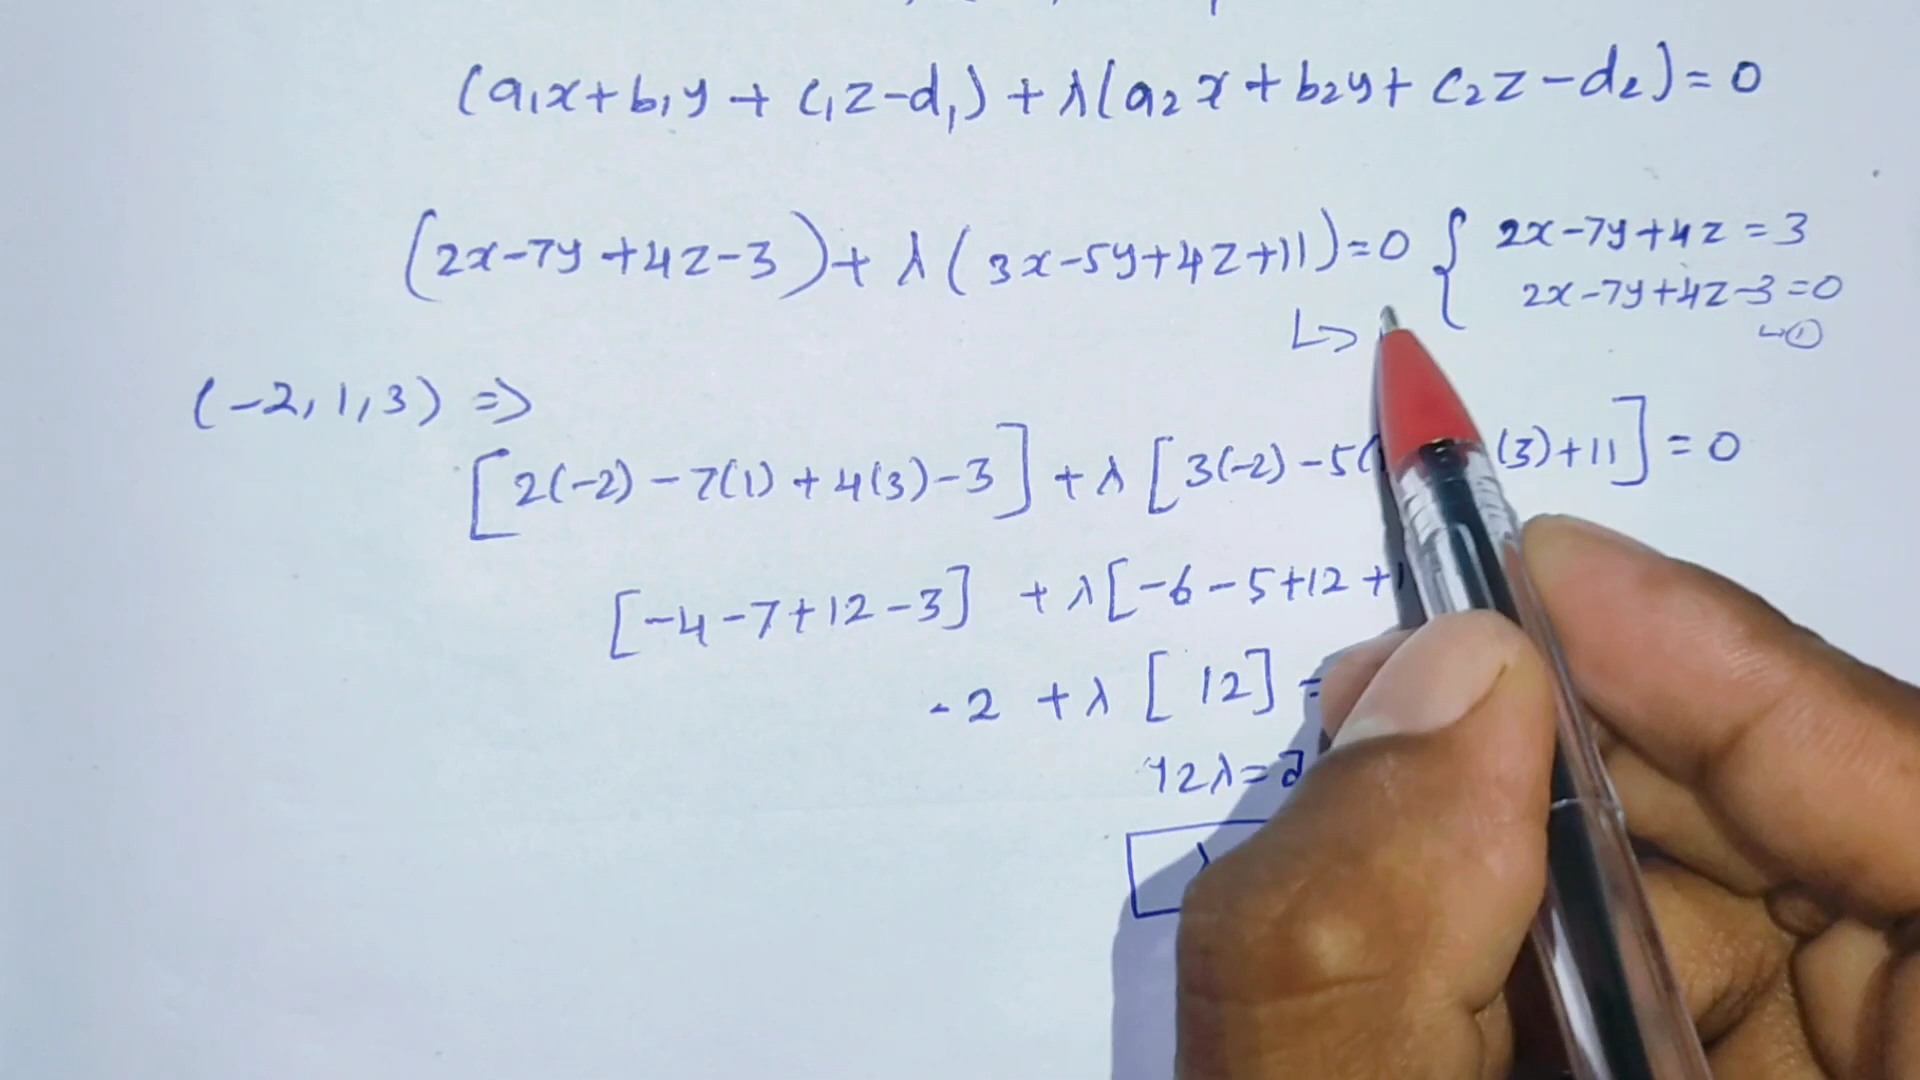 (a₁x+b₁y+c₁z-d₁)+λ(a₂x+b₂y+c₂z-d₂)=0
(2x-7y+4z-3)+λ(3x-5y+4z+11)=0 { 2x-7y+4z=3
2x-7y+4z-3=0
↳①
↳
(-2,1,3) ⇒
[2(-2)-7(1)+4(3)-3]+λ[3(-2)-5( (3)+11]=0
[-4-7+12-3] +λ[-6-5+12+
-2 +λ[12]=
12λ=2
λ